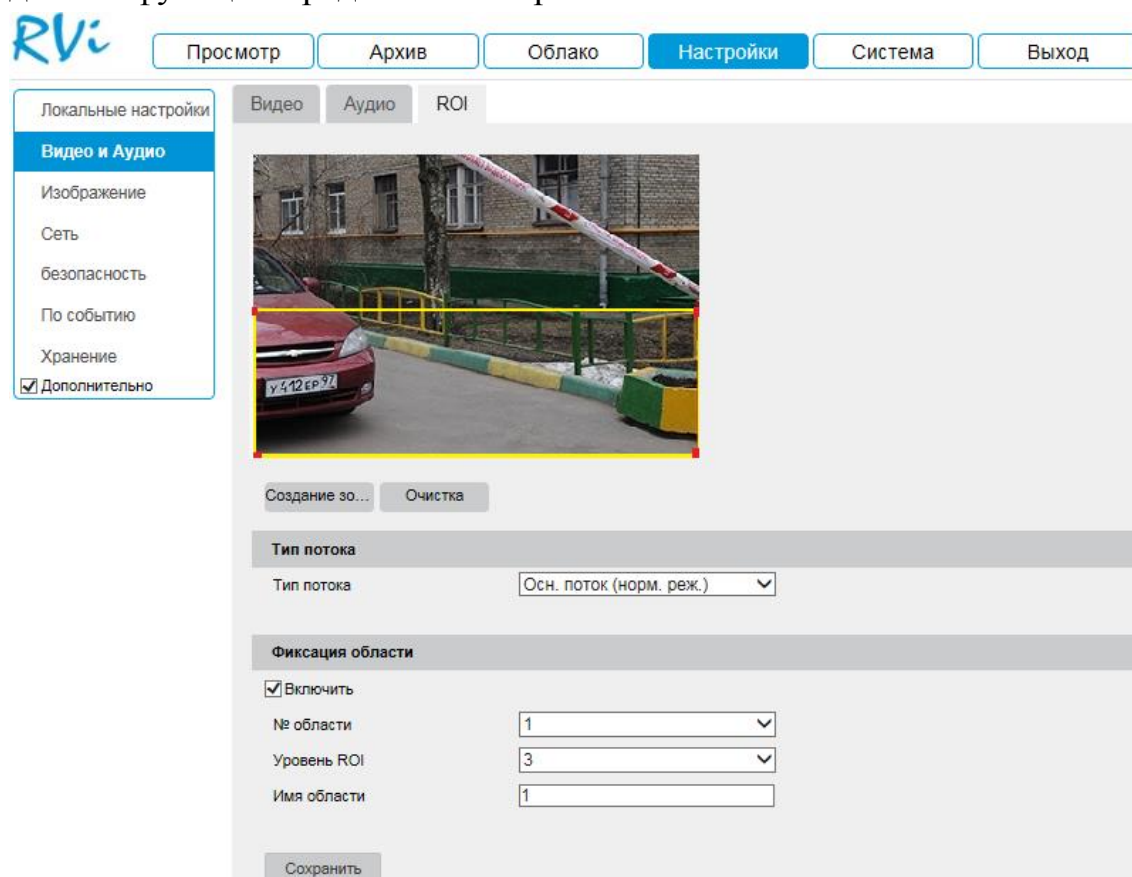 RVi
Просмотр Архив Облако Настройки Система Выход
Локальные настройки
Видео и Аудио
Изображение
Сеть
безопасность
По событию
Хранение
Дополнительно
Видео Аудио ROI
У412ЕР97
Создание зо... Очистка
Тип потока
Тип потока Осн. поток (норм. реж.)
Фиксация области
Включить
№ области 1
Уровень ROI 3
Имя области 1
Сохранить